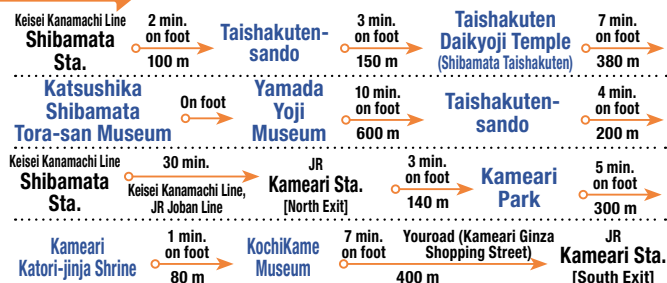 Keisei Kanamachi Line
Shibamata
Sta.
2 min.
on foot
100 m
Taishakuten-
sando
3 min.
on foot
150 m
Taishakuten
Daikyoji Temple
(Shibamata Taishakuten)
7 min.
on foot
380 m
Katsushika
Shibamata
Tora-san Museum
On foot
Yamada
Yoji
Museum
10 min.
on foot
600 m
Taishakuten-
sando
4 min.
on foot
200 m
Keisei Kanamachi Line
Shibamata
Sta.
30 min.
Keisei Kanamachi Line,
JR Joban Line
JR
Kameari Sta.
[North Exit]
3 min.
on foot
140 m
Kameari
Park
5 min.
on foot
300 m
Kameari
Katori-jinja Shrine
1 min.
on foot
80 m
KochiKame
Museum
7 min.
on foot
Youroad (Kameari Ginza
Shopping Street)
400 m
JR
Kameari Sta.
[South Exit]